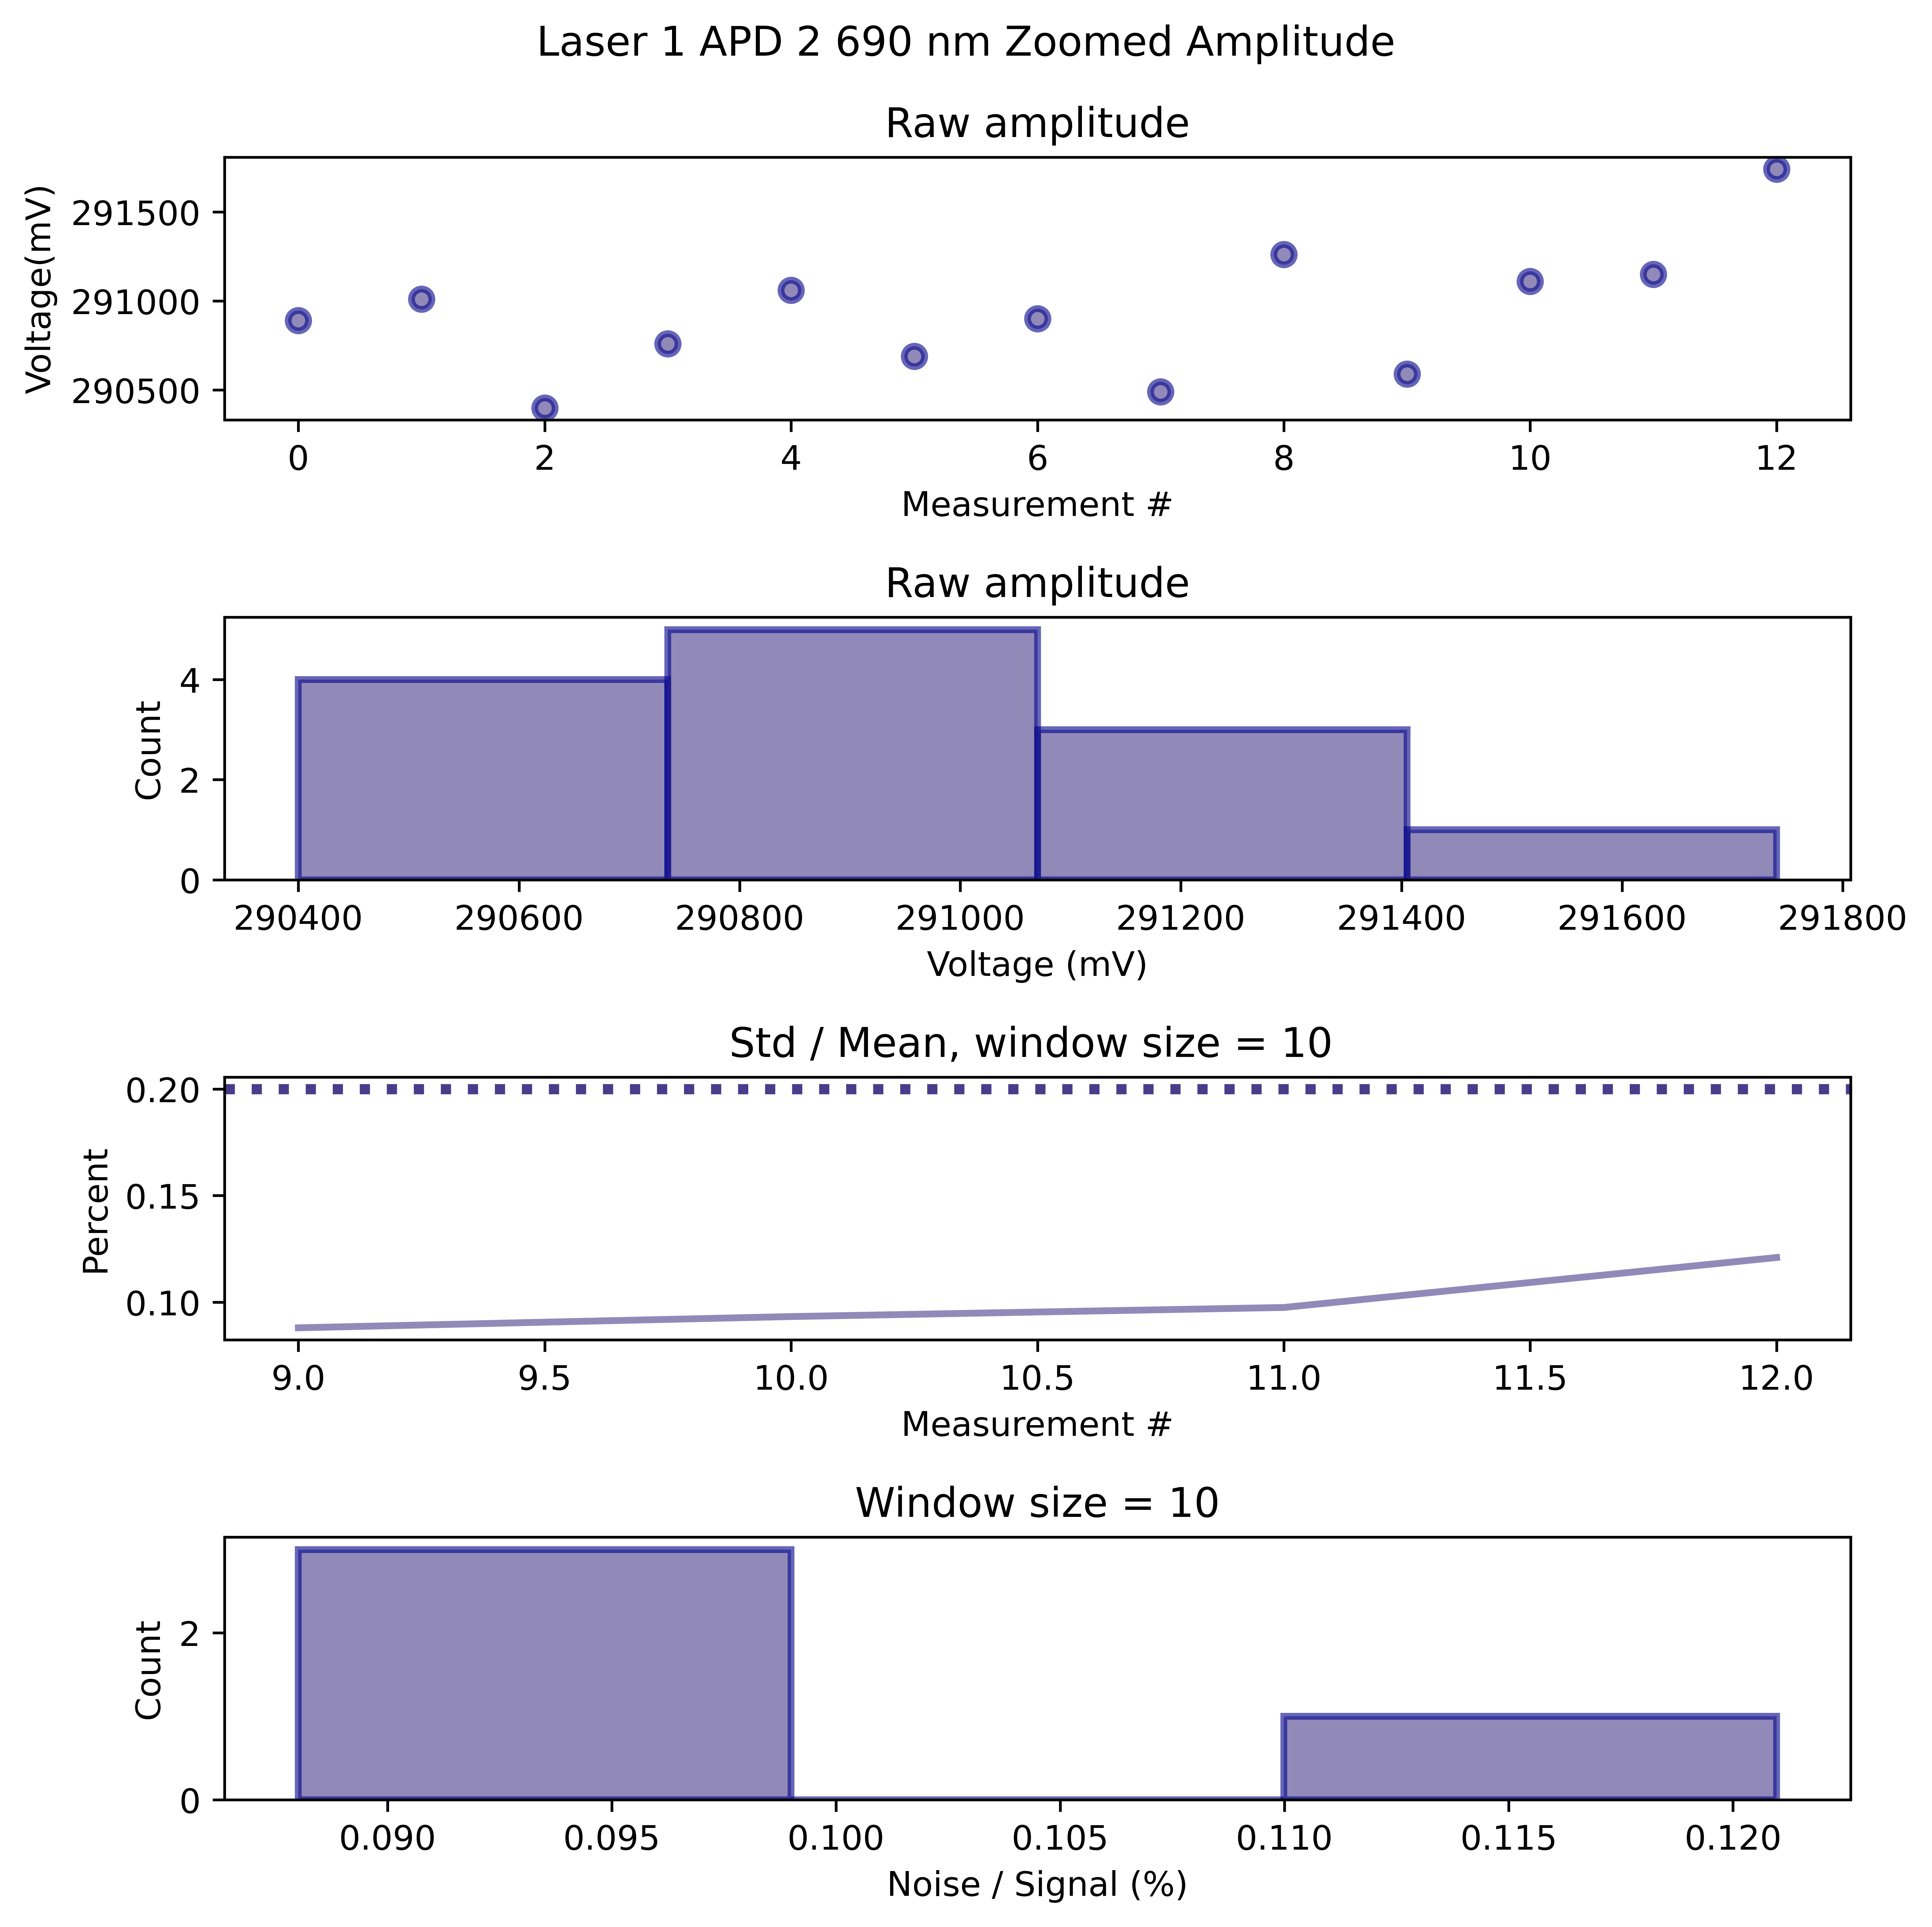 Laser 1 APD 2 690 nm Zoomed Amplitude
Raw amplitude
Voltage(mV)
291500
291000
290500
0 2 4 6 8 10 12
Measurement #
Raw amplitude
Count
4
2
0
290400 290600 290800 291000 291200 291400 291600 291800
Voltage (mV)
Std / Mean, window size = 10
Percent
0.20
0.15
0.10
9.0 9.5 10.0 10.5 11.0 11.5 12.0
Measurement #
Window size = 10
Count
2
0
0.090 0.095 0.100 0.105 0.110 0.115 0.120
Noise / Signal (%)